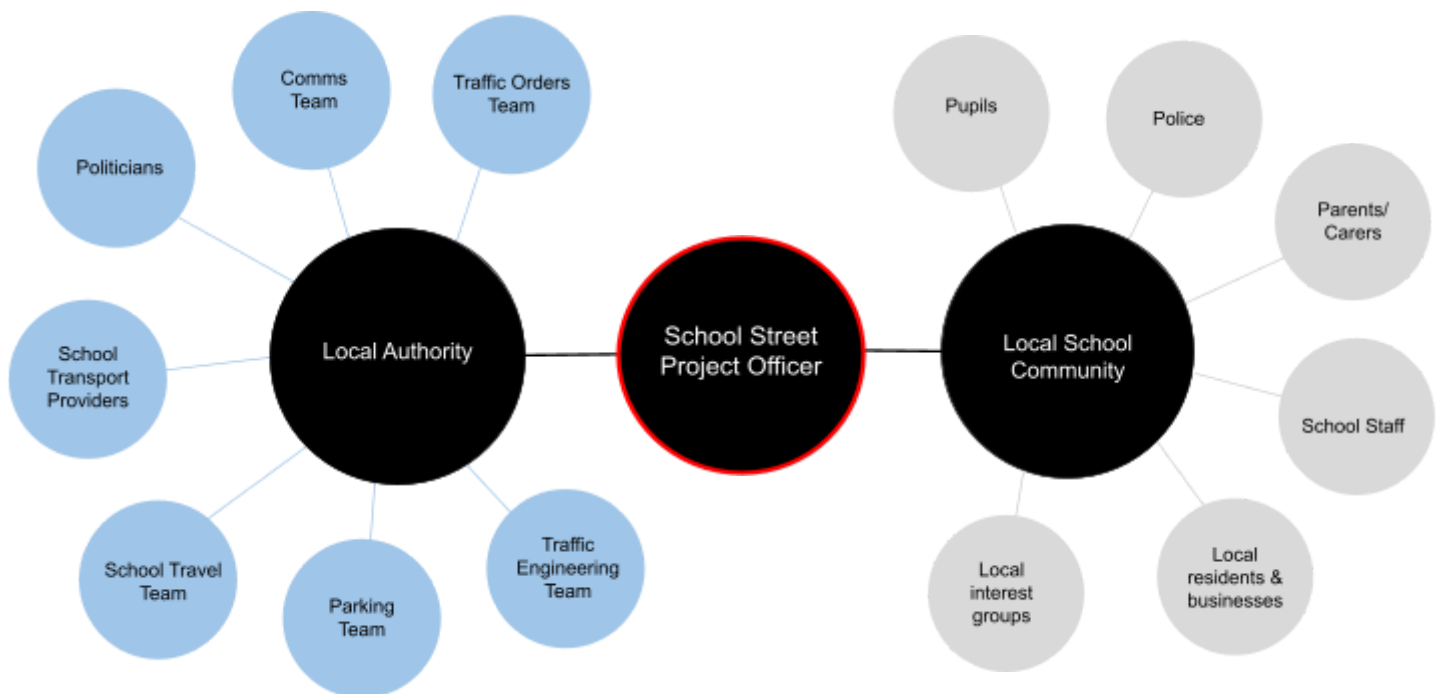 Comms
Team
Traffic Orders
Team
Politicians
School
Transport
Providers
School Travel
Team
Parking
Team
Traffic
Engineering
Team
Local Authority
School Street
Project Officer
Local School
Community
Pupils
Police
Parents/
Carers
School Staff
Local
residents &
businesses
Local
interest
groups